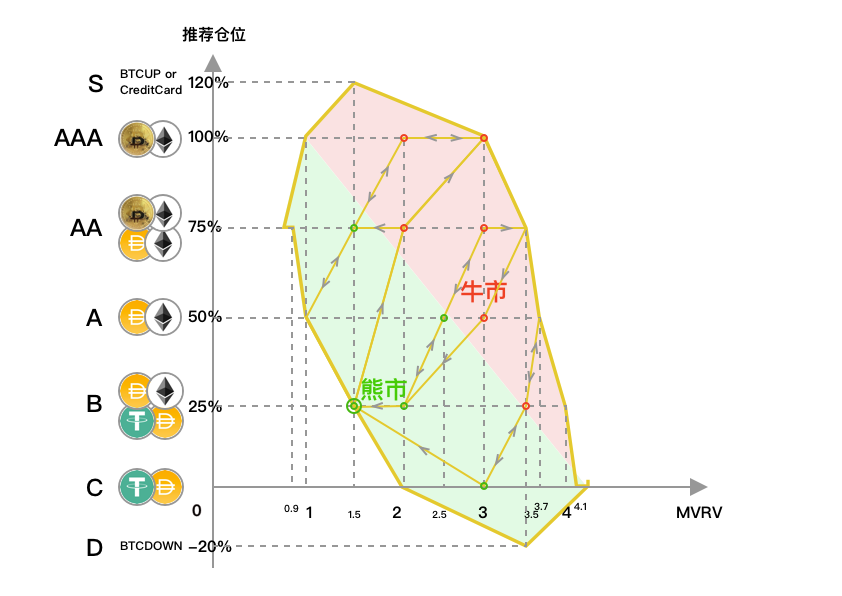 推荐仓位
S
BTCUP or
CreditCard
120%
AAA
100%
AA
75%
牛市
A
50%
熊市
B
25%
C
0
0.9
1
1.5
2
2.5
3
3.5
3.7
4
4.1
MVRV
D
BTCDOWN
-20%